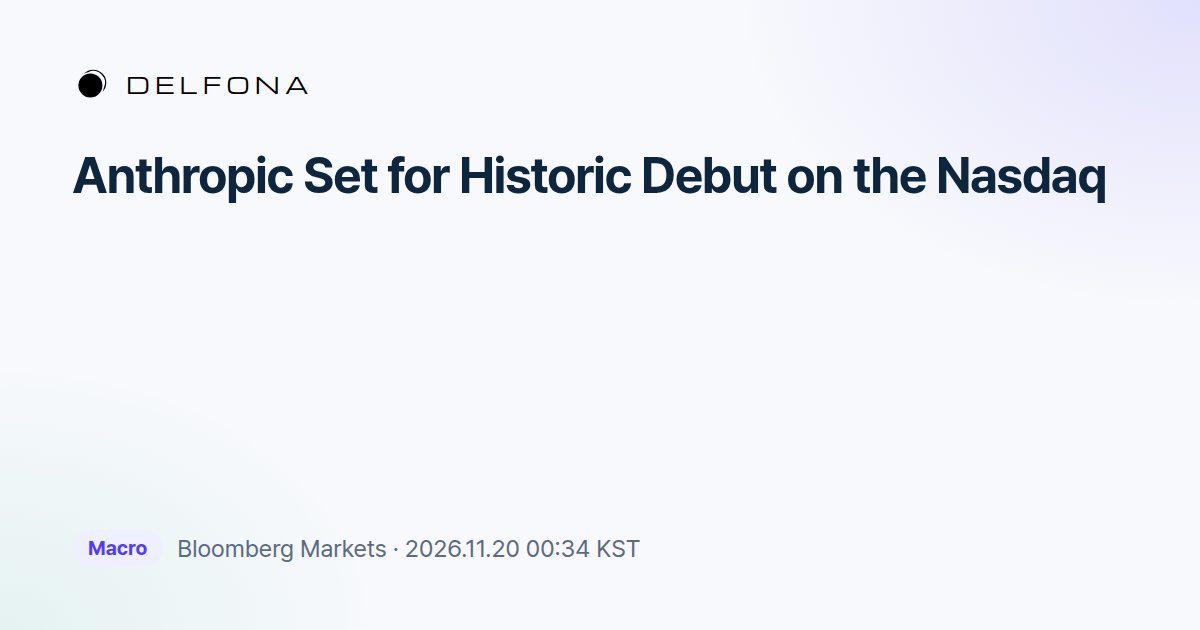 DELFONA
Anthropic Set for Historic Debut on the Nasdaq
Macro Bloomberg Markets · 2026.11.20 00:34 KST